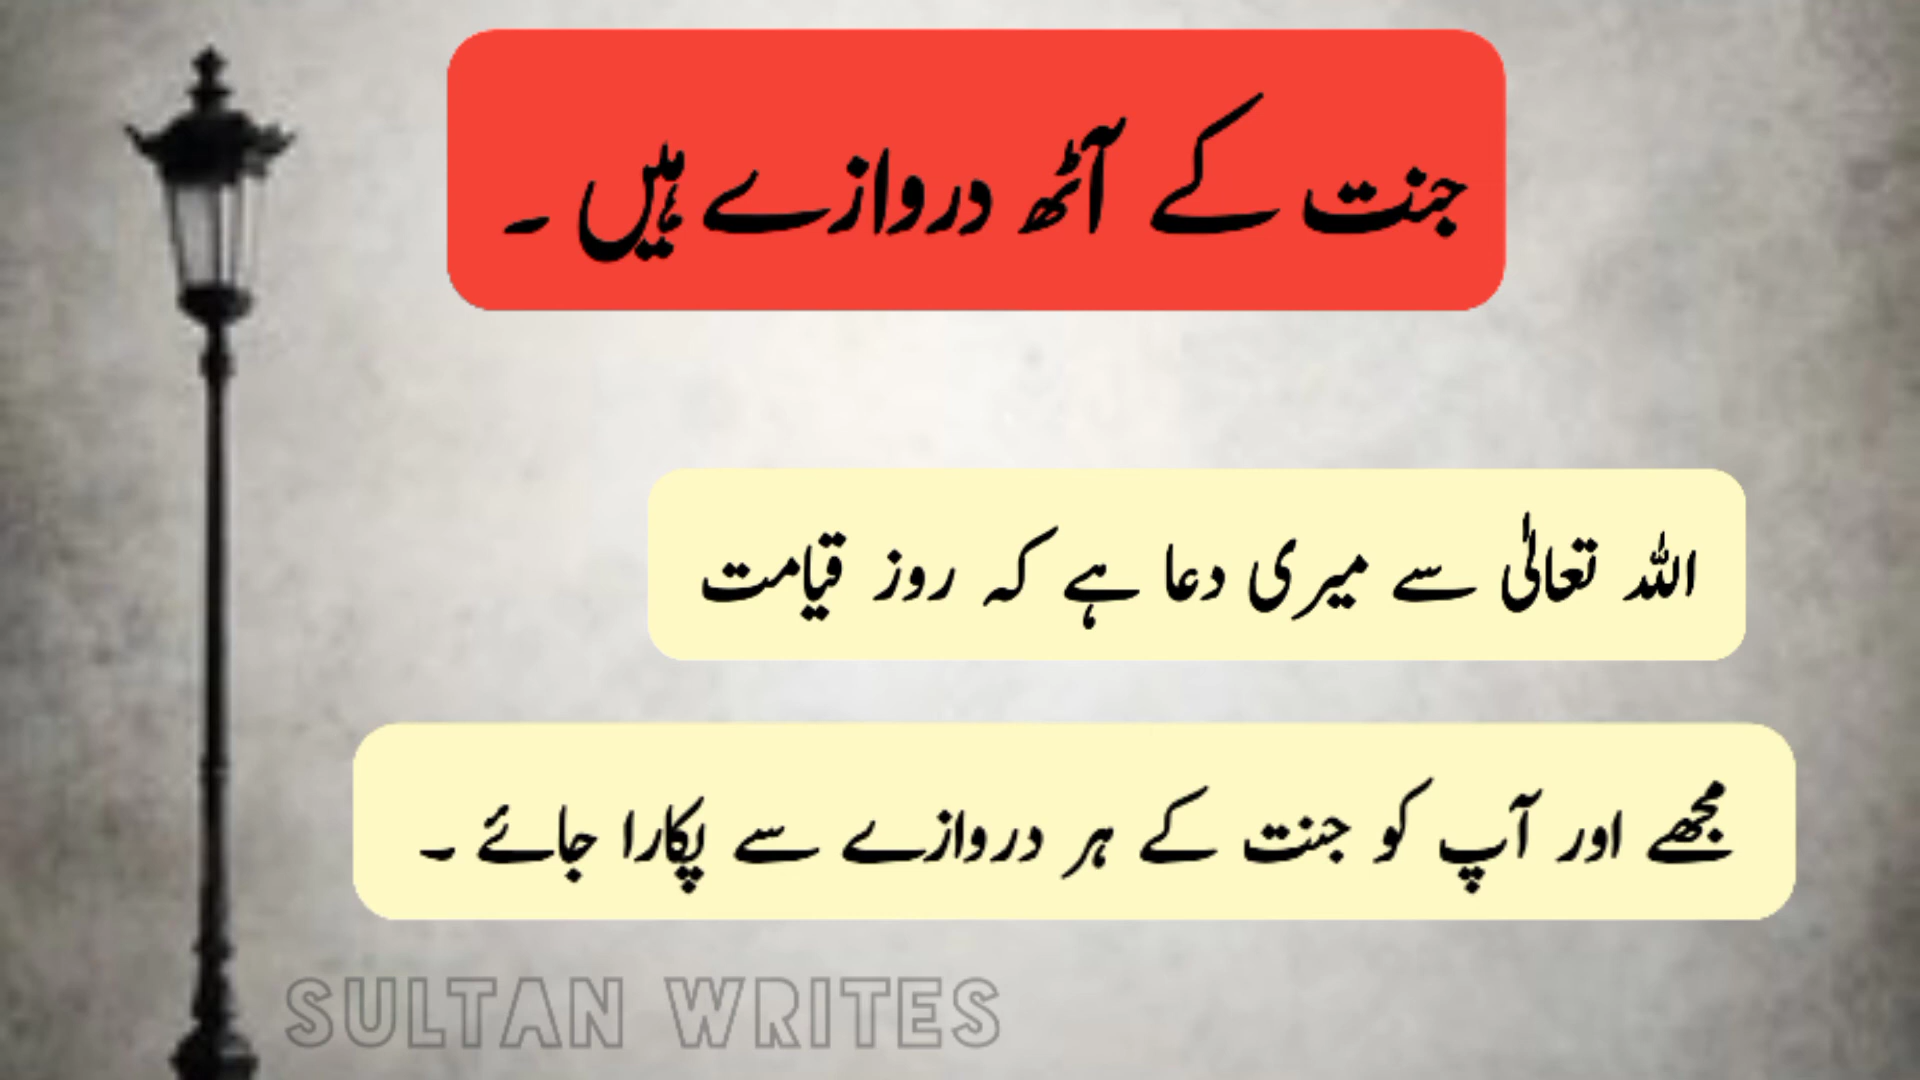 جنت کے آٹھ دروازے ہیں ۔
اللہ تعالٰی سے میری دعا ہے کہ روز قیامت
مجھے اور آپ کو جنت کے ہر دروازے سے پکارا جائے ۔
SULTAN WRITES